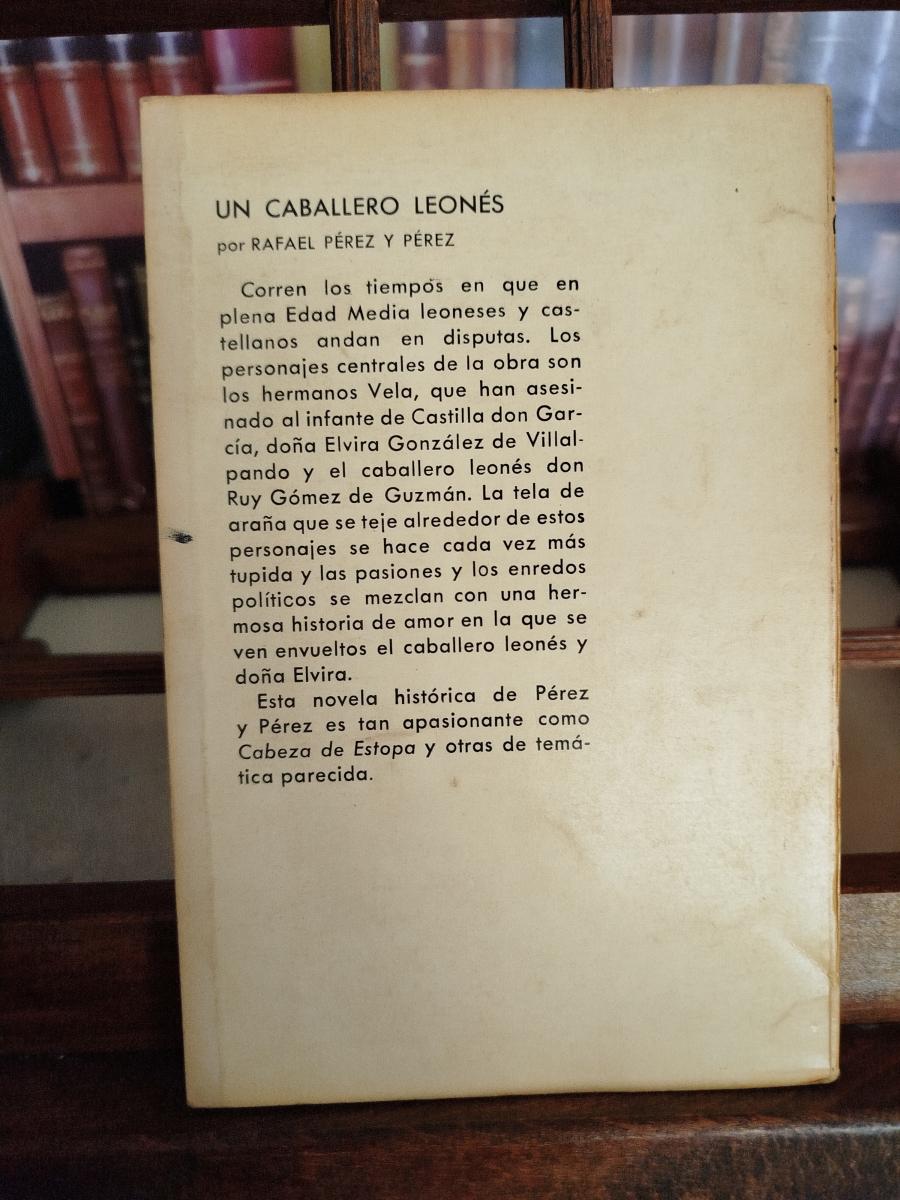 UN CABALLERO LEONÉS
por RAFAEL PÉREZ Y PÉREZ
Corren los tiempos en que en
plena Edad Media leoneses y cas-
tellanos andan en disputas. Los
personajes centrales de la obra son
los hermanos Vela, que han asesi-
nado al infante de Castilla don Gar-
cía, doña Elvira González de Villal-
pando y el caballero leonés don
Ruy Gómez de Guzmán. La tela de
araña que se teje alrededor de estos
personajes se hace cada vez más
tupida y las pasiones y los enredos
políticos se mezclan con una her-
mosa historia de amor en la que se
ven envueltos el caballero leonés y
doña Elvira.
Esta novela histórica de Pérez
y Pérez es tan apasionante como
Cabeza de Estopa y otras de temá-
tica parecida.